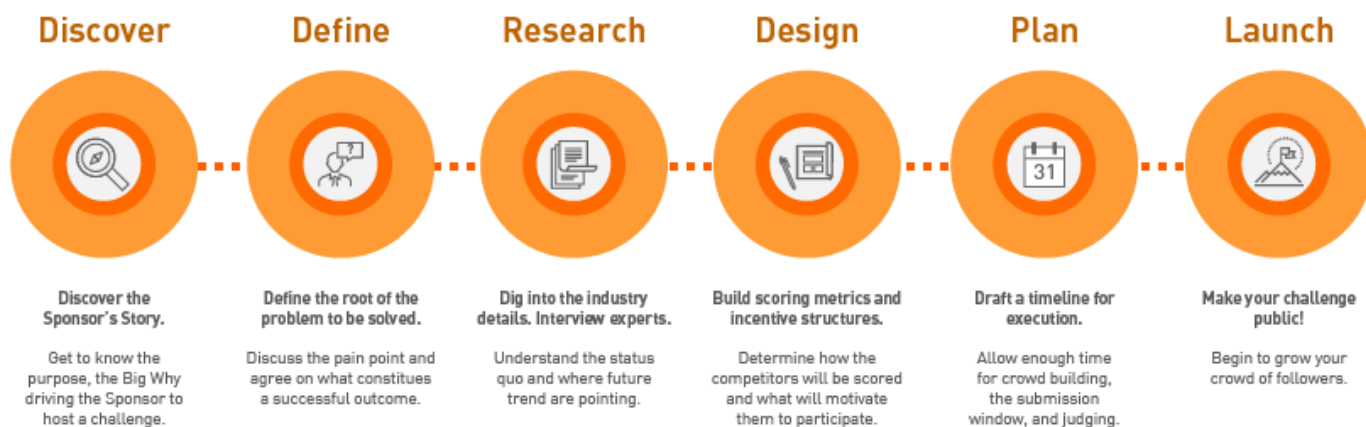 Discover
Define
Research
Design
Plan
Launch
?
31
Discover the
Sponsor's Story.
Get to know the
purpose, the Big Why
driving the Sponsor to
host a challenge.
Define the root of the
problem to be solved.
Discuss the pain point and
agree on what constitues
a successful outcome.
Dig into the industry
details. Interview experts.
Understand the status
quo and where future
trend are pointing.
Build scoring metrics and
incentive structures.
Determine how the
competitors will be scored
and what will motivate
them to participate.
Draft a timeline for
execution.
Allow enough time
for crowd building,
the submission
window, and judging.
Make your challenge
public!
Begin to grow your
crowd of followers.